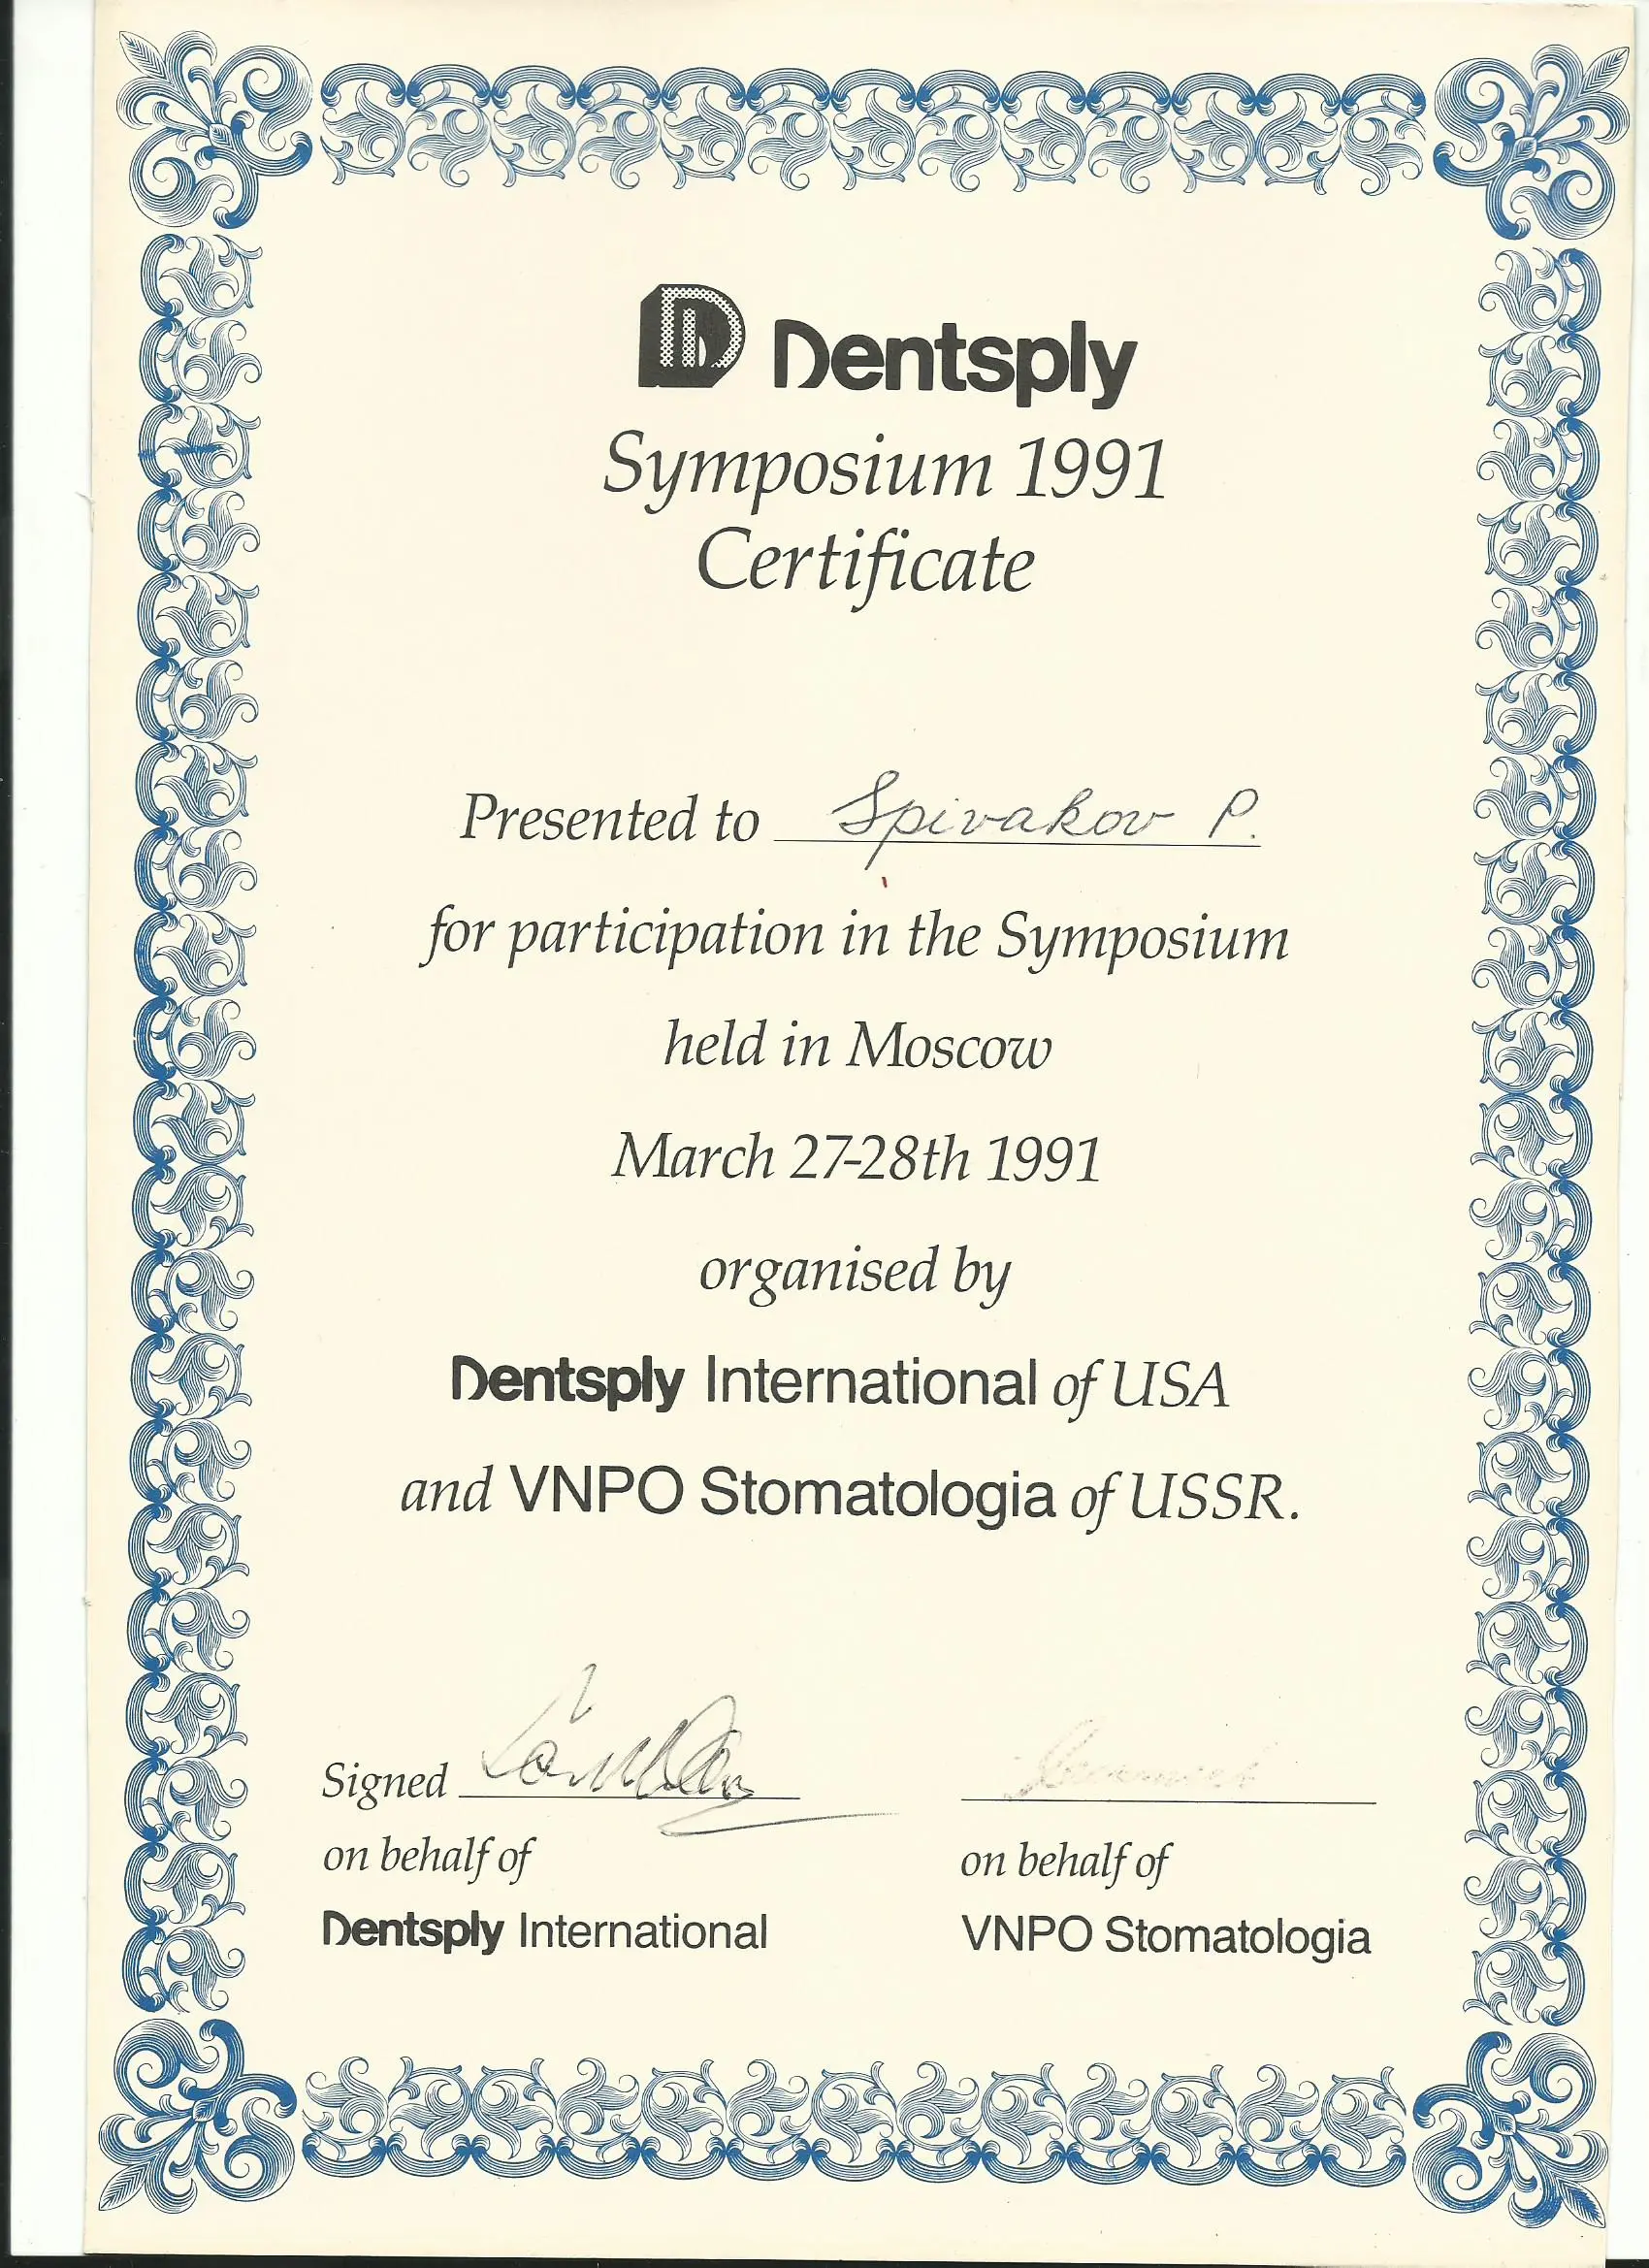 Dentsply
Symposium 1991
Certificate
Presented to Spivakov P.
for participation in the Symposium
held in Moscow
March 27-28th 1991
organised by
Dentsply International of USA
and VNPO Stomatologia of USSR.
Signed
on behalf of
Dentsply International
on behalf of
VNPO Stomatologia